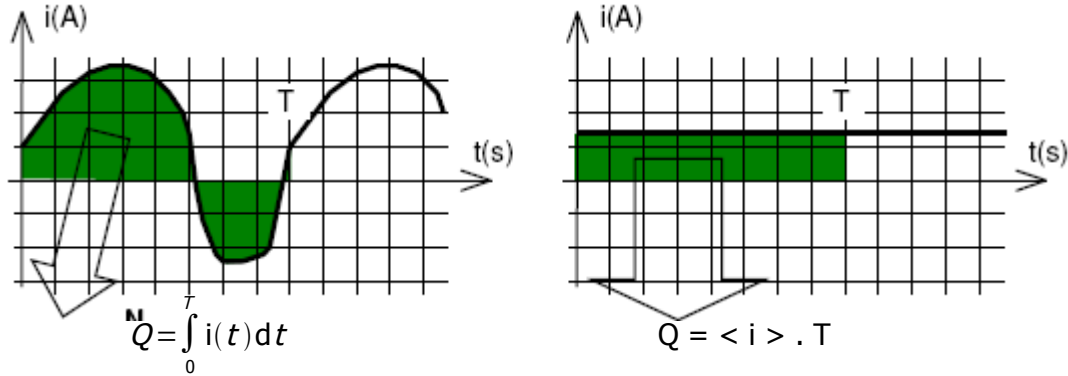 i(A)
T
t(s)
N
Q = ∫₀ᵀ i(t)dt
i(A)
T
t(s)
Q = < i > . T